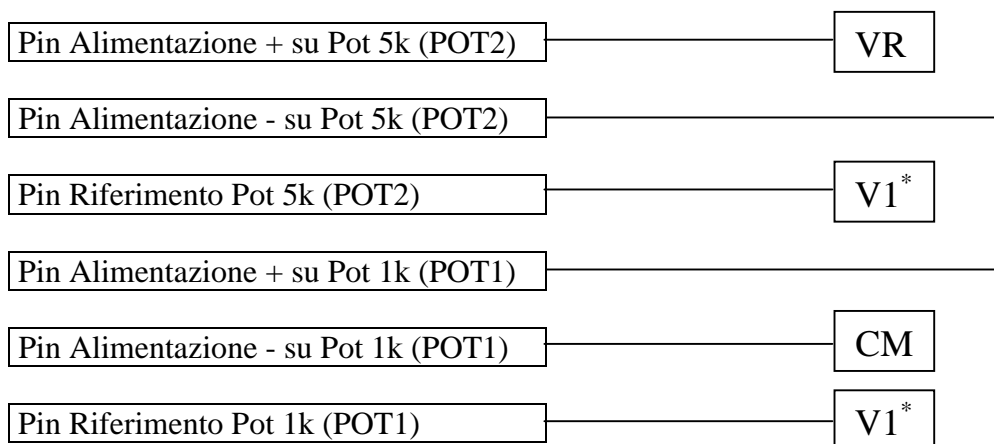 Pin Alimentazione + su Pot 5k (POT2) VR
Pin Alimentazione - su Pot 5k (POT2)
Pin Riferimento Pot 5k (POT2) V1*
Pin Alimentazione + su Pot 1k (POT1)
Pin Alimentazione - su Pot 1k (POT1) CM
Pin Riferimento Pot 1k (POT1) V1*